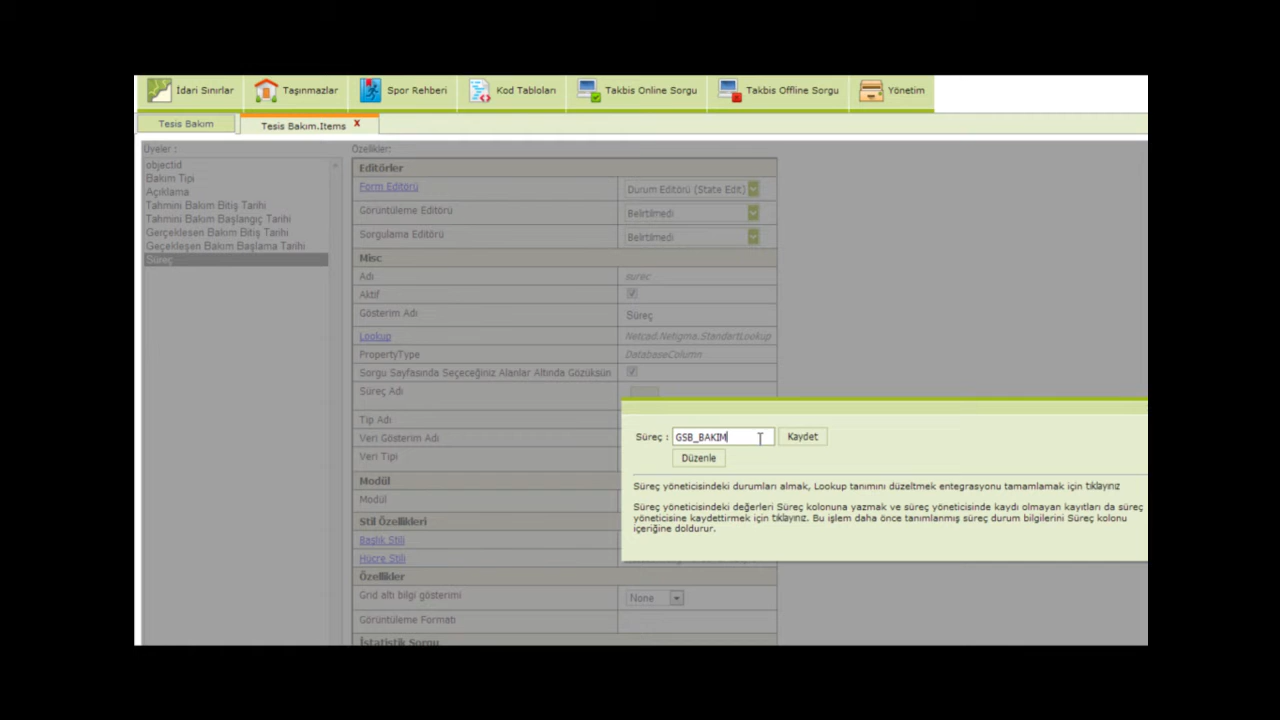 İdari Sınırlar Taşınmazlar Spor Rehberi Kod Tabloları Takbis Online Sorgu Takbis Offline Sorgu Yönetim
Tesis Bakım Tesis Bakım.Items X
Üyeler :
objectid
Bakım Tipi
Açıklama
Tahmini Bakım Bitiş Tarihi
Tahmini Bakım Başlangıç Tarihi
Gerçekleşen Bakım Bitiş Tarihi
Geçekleşen Bakım Başlama Tarihi
Süreç
Özelikler:
Editörler
Form Editörü Durum Editörü (State Edit)
Görüntüleme Editörü Belirtilmedi
Sorgulama Editörü Belirtilmedi
Misc
Adı surec
Aktif
Gösterim Adı Süreç
Lookup Netcad.Netigma.StandartLookup
PropertyType DatabaseColumn
Sorgu Sayfasında Seçeceğiniz Alanlar Altında Gözüksün
Süreç Adı
Tip Adı
Veri Gösterim Adı
Veri Tipi
Modül
Modül
Stil Özellikleri
Başlık Stili
Hücre Stili
Özellikler
Grid altı bilgi gösterimi None
Görüntüleme Formatı
İstatistik Sorgu
Süreç : GSB_BAKIM Kaydet
Düzenle
Süreç yöneticisindeki durumları almak, Lookup tanımını düzeltmek entegrasyonu tamamlamak için tıklayınız
Süreç yöneticisindeki değerleri Süreç kolonuna yazmak ve süreç yöneticisinde kaydı olmayan kayıtları da süreç
yöneticisine kaydettirmek için tıklayınız. Bu işlem daha önce tanımlanmış süreç durum bilgilerini Süreç kolonu
içeriğine doldurur.